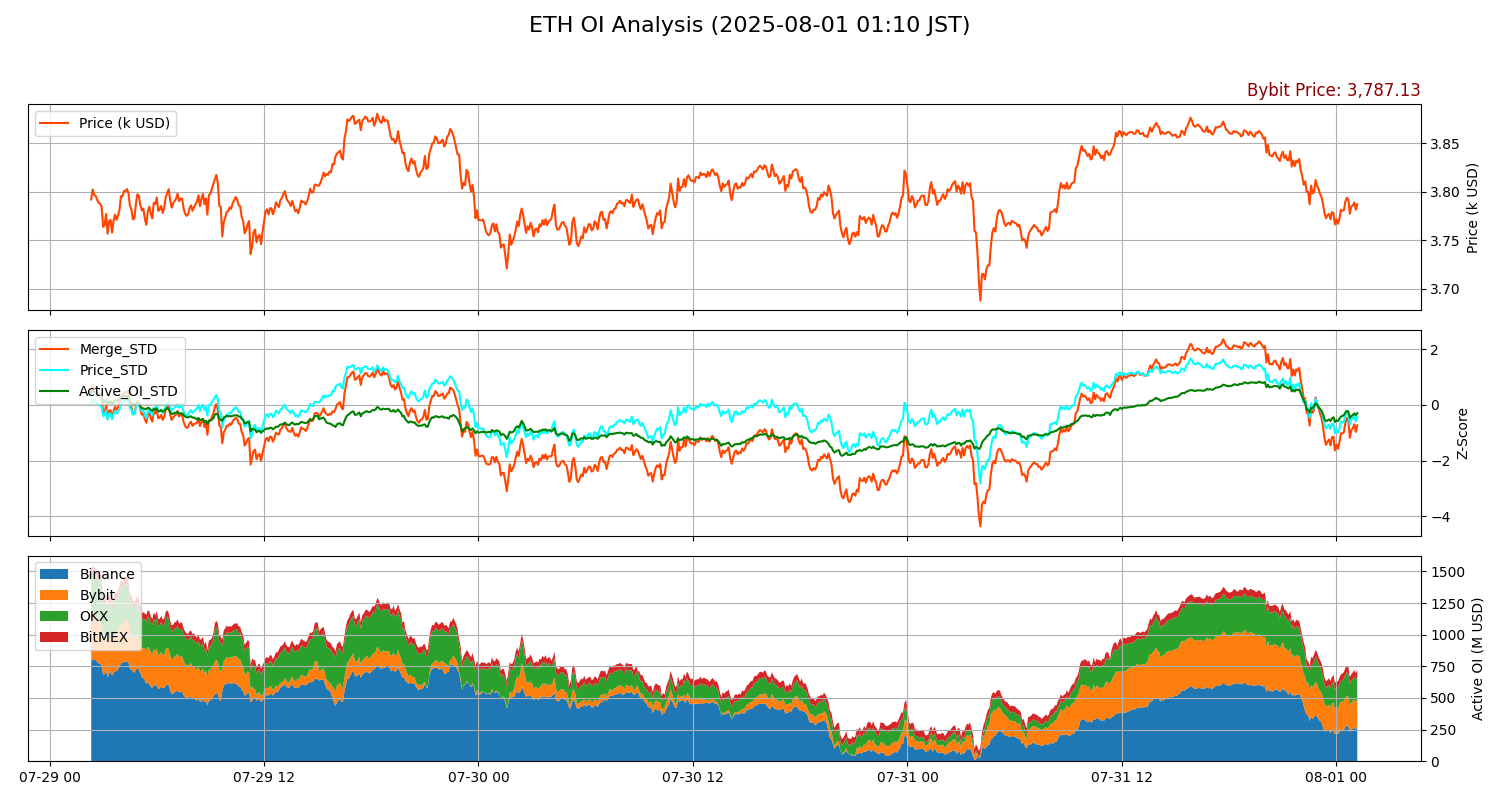 ETH OI Analysis (2025-08-01 01:10 JST)
Bybit Price: 3,787.13
Price (k USD)
3.85
3.80
3.75
3.70
Price (k USD)
Merge_STD
Price_STD
Active_OI_STD
2
0
−2
−4
Z-Score
Binance
Bybit
OKX
BitMEX
1500
1250
1000
750
500
250
0
Active OI (M USD)
07-29 00
07-29 12
07-30 00
07-30 12
07-31 00
07-31 12
08-01 00